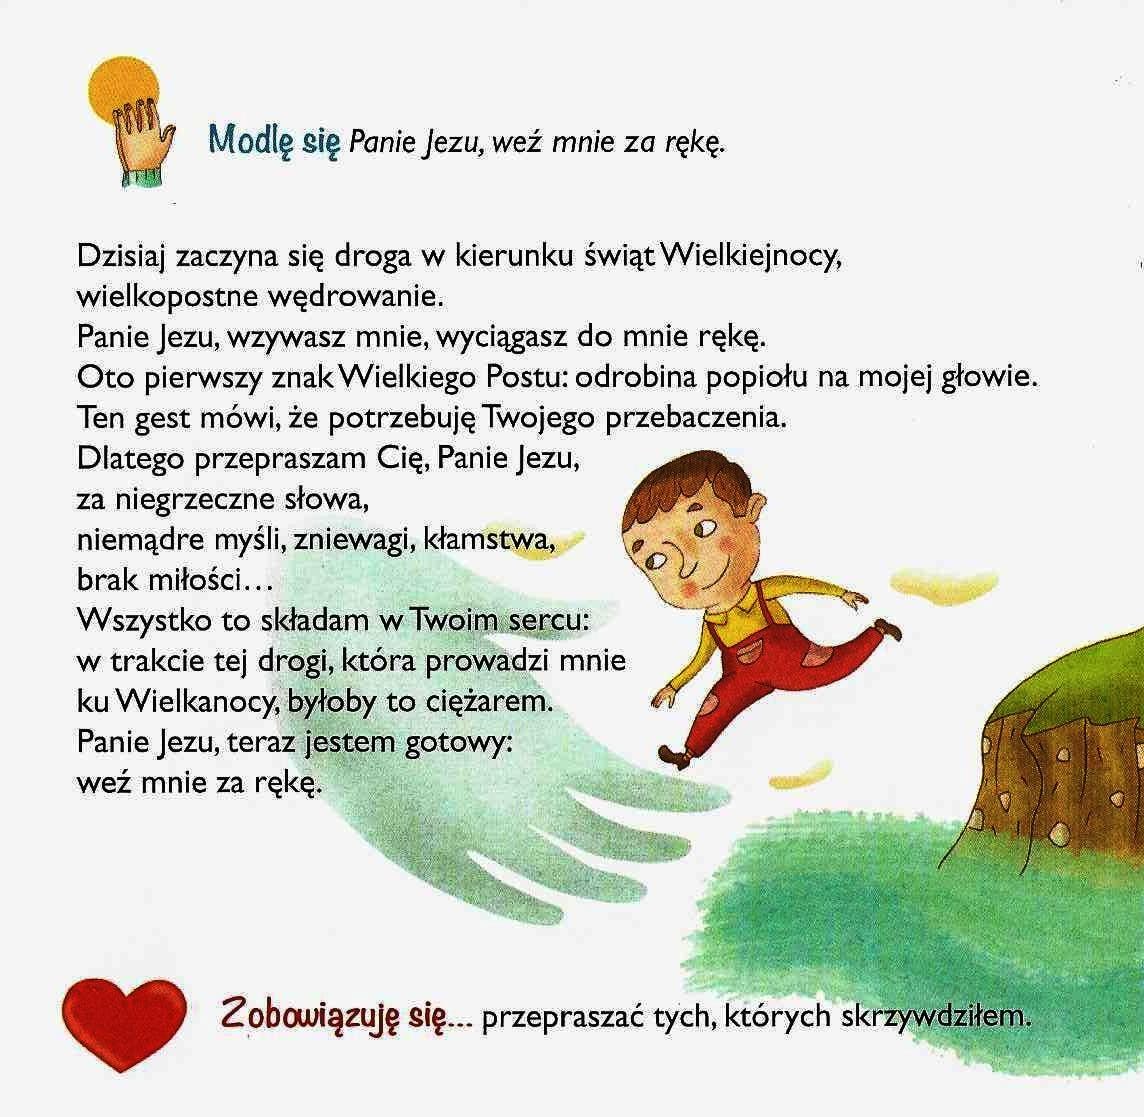 Modlę się Panie Jezu, weź mnie za rękę.
Dzisiaj zaczyna się droga w kierunku świąt Wielkiejnocy,
wielkopostne wędrowanie.
Panie Jezu, wzywasz mnie, wyciągasz do mnie rękę.
Oto pierwszy znak Wielkiego Postu: odrobina popiołu na mojej głowie.
Ten gest mówi, że potrzebuję Twojego przebaczenia.
Dlatego przepraszam Cię, Panie Jezu,
za niegrzeczne słowa,
niemądre myśli, zniewagi, kłamstwa,
brak miłości...
Wszystko to składam w Twoim sercu:
w trakcie tej drogi, która prowadzi mnie
ku Wielkanocy, byłoby to ciężarem.
Panie Jezu, teraz jestem gotowy:
weź mnie za rękę.
Zobowiązuję się... przepraszać tych, których skrzywdziłem.